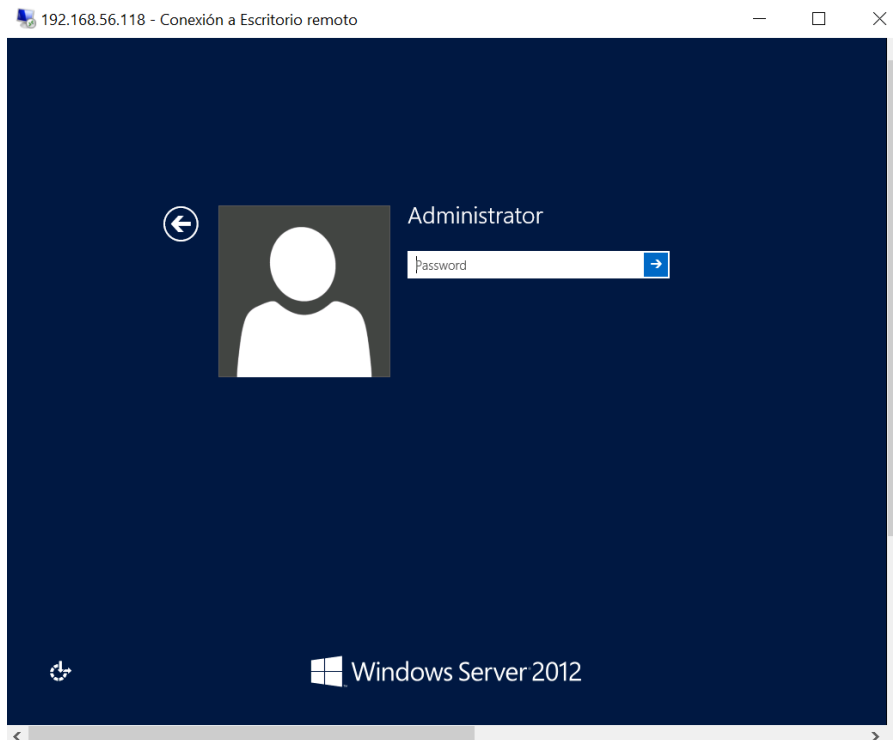 192.168.56.118 - Conexión a Escritorio remoto
Administrator
Password
Windows Server 2012